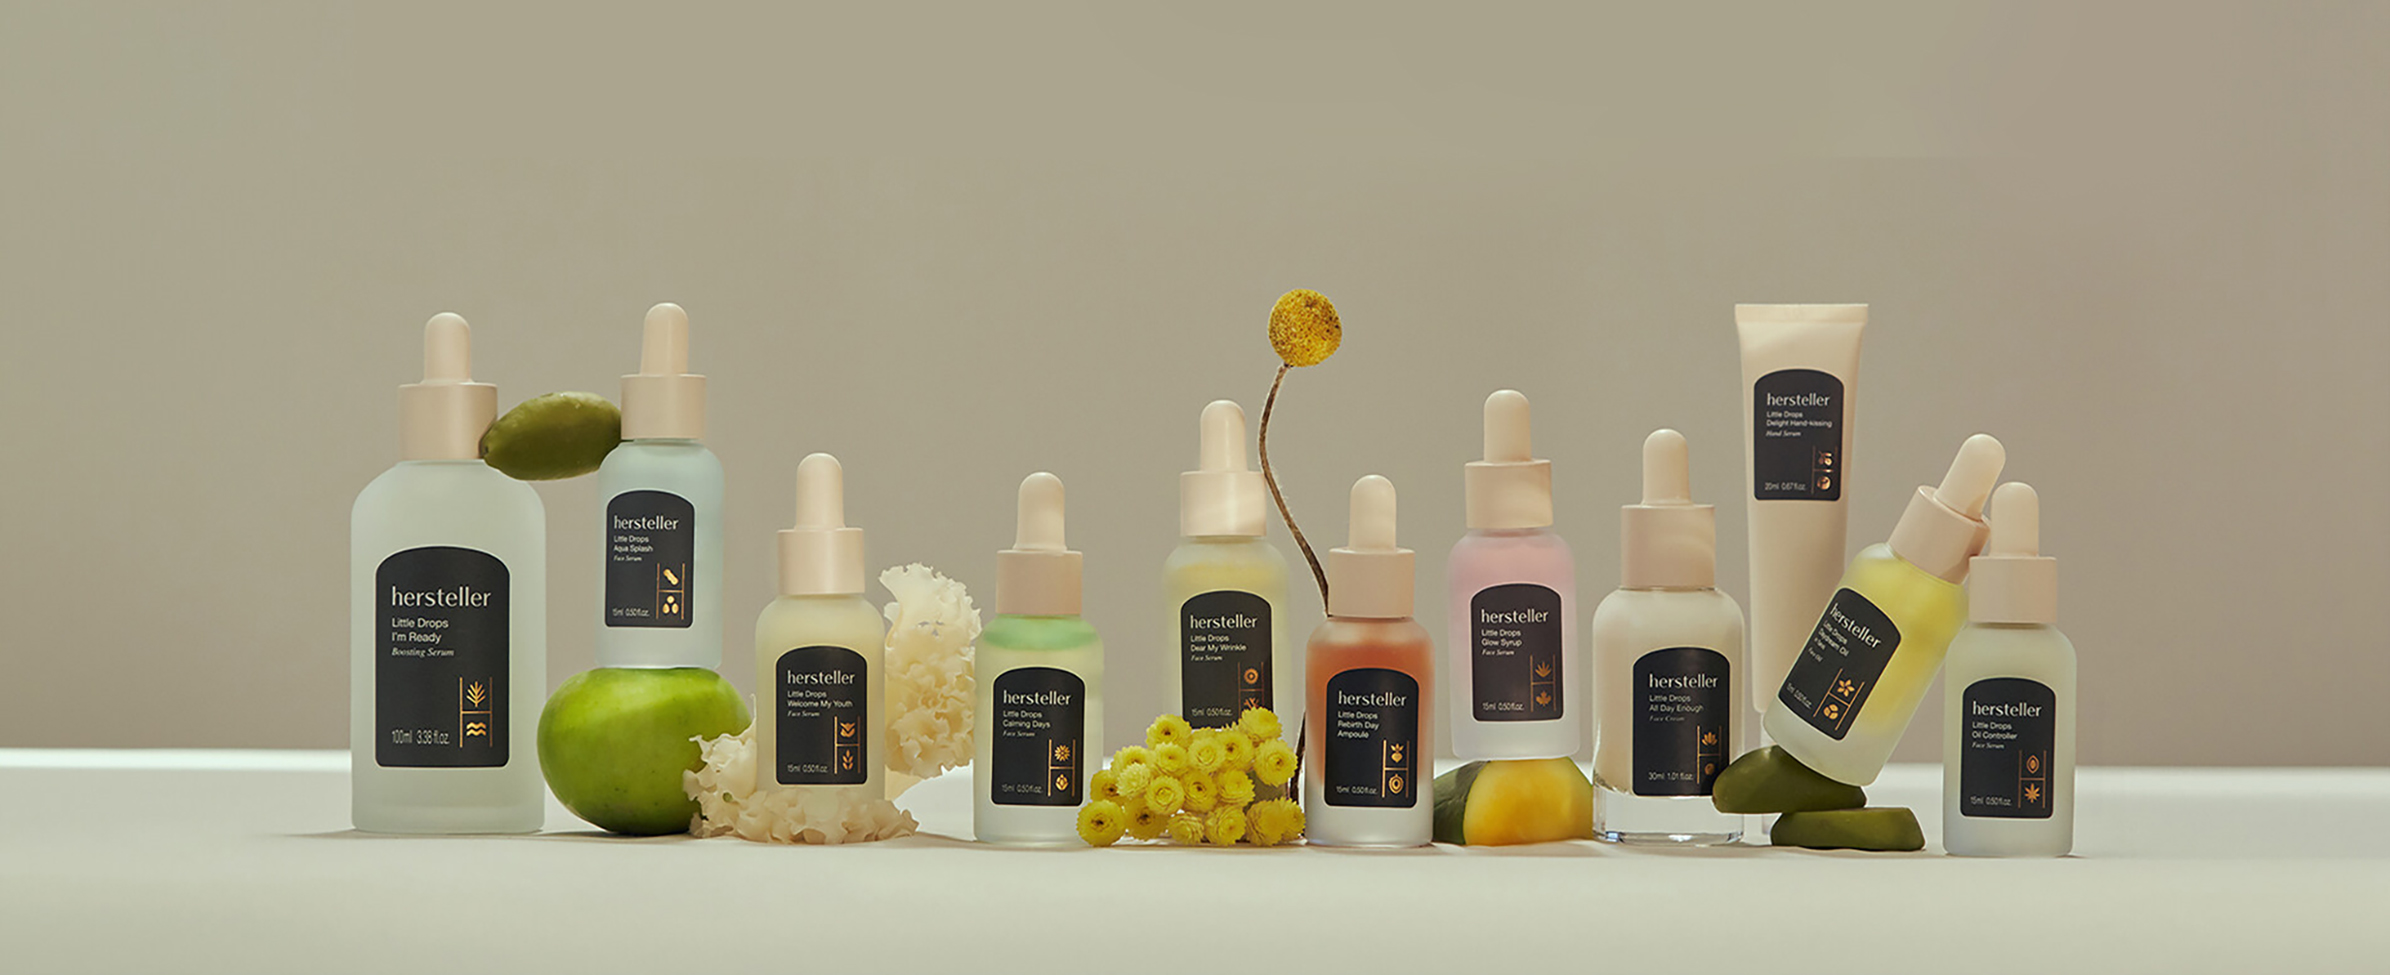 hersteller
Little Drops
I'm Ready
Boosting Serum
100ml 3.38 fl.oz.
hersteller
Little Drops
Aqua Splash
Face Serum
15ml 0.50 fl.oz.
hersteller
Little Drops
Welcome My Youth
Face Serum
15ml 0.50 fl.oz.
hersteller
Little Drops
Calming Days
Face Serum
15ml 0.50 fl.oz.
hersteller
Little Drops
Dear My Wrinkle
Face Serum
15ml 0.50 fl.oz.
hersteller
Little Drops
Rebirth Day
Ampoule
15ml 0.50 fl.oz.
hersteller
Little Drops
Glow Syrup
Face Serum
15ml 0.50 fl.oz.
hersteller
Little Drops
All Day Enough
Face Cream
30ml 1.01 fl.oz.
hersteller
Little Drops
Delight Hand-kissing
Hand Serum
20ml 0.67 fl.oz.
hersteller
Little Drops
Oil
Face Oil
hersteller
Little Drops
Oil Controller
Face Serum
15ml 0.50 fl.oz.